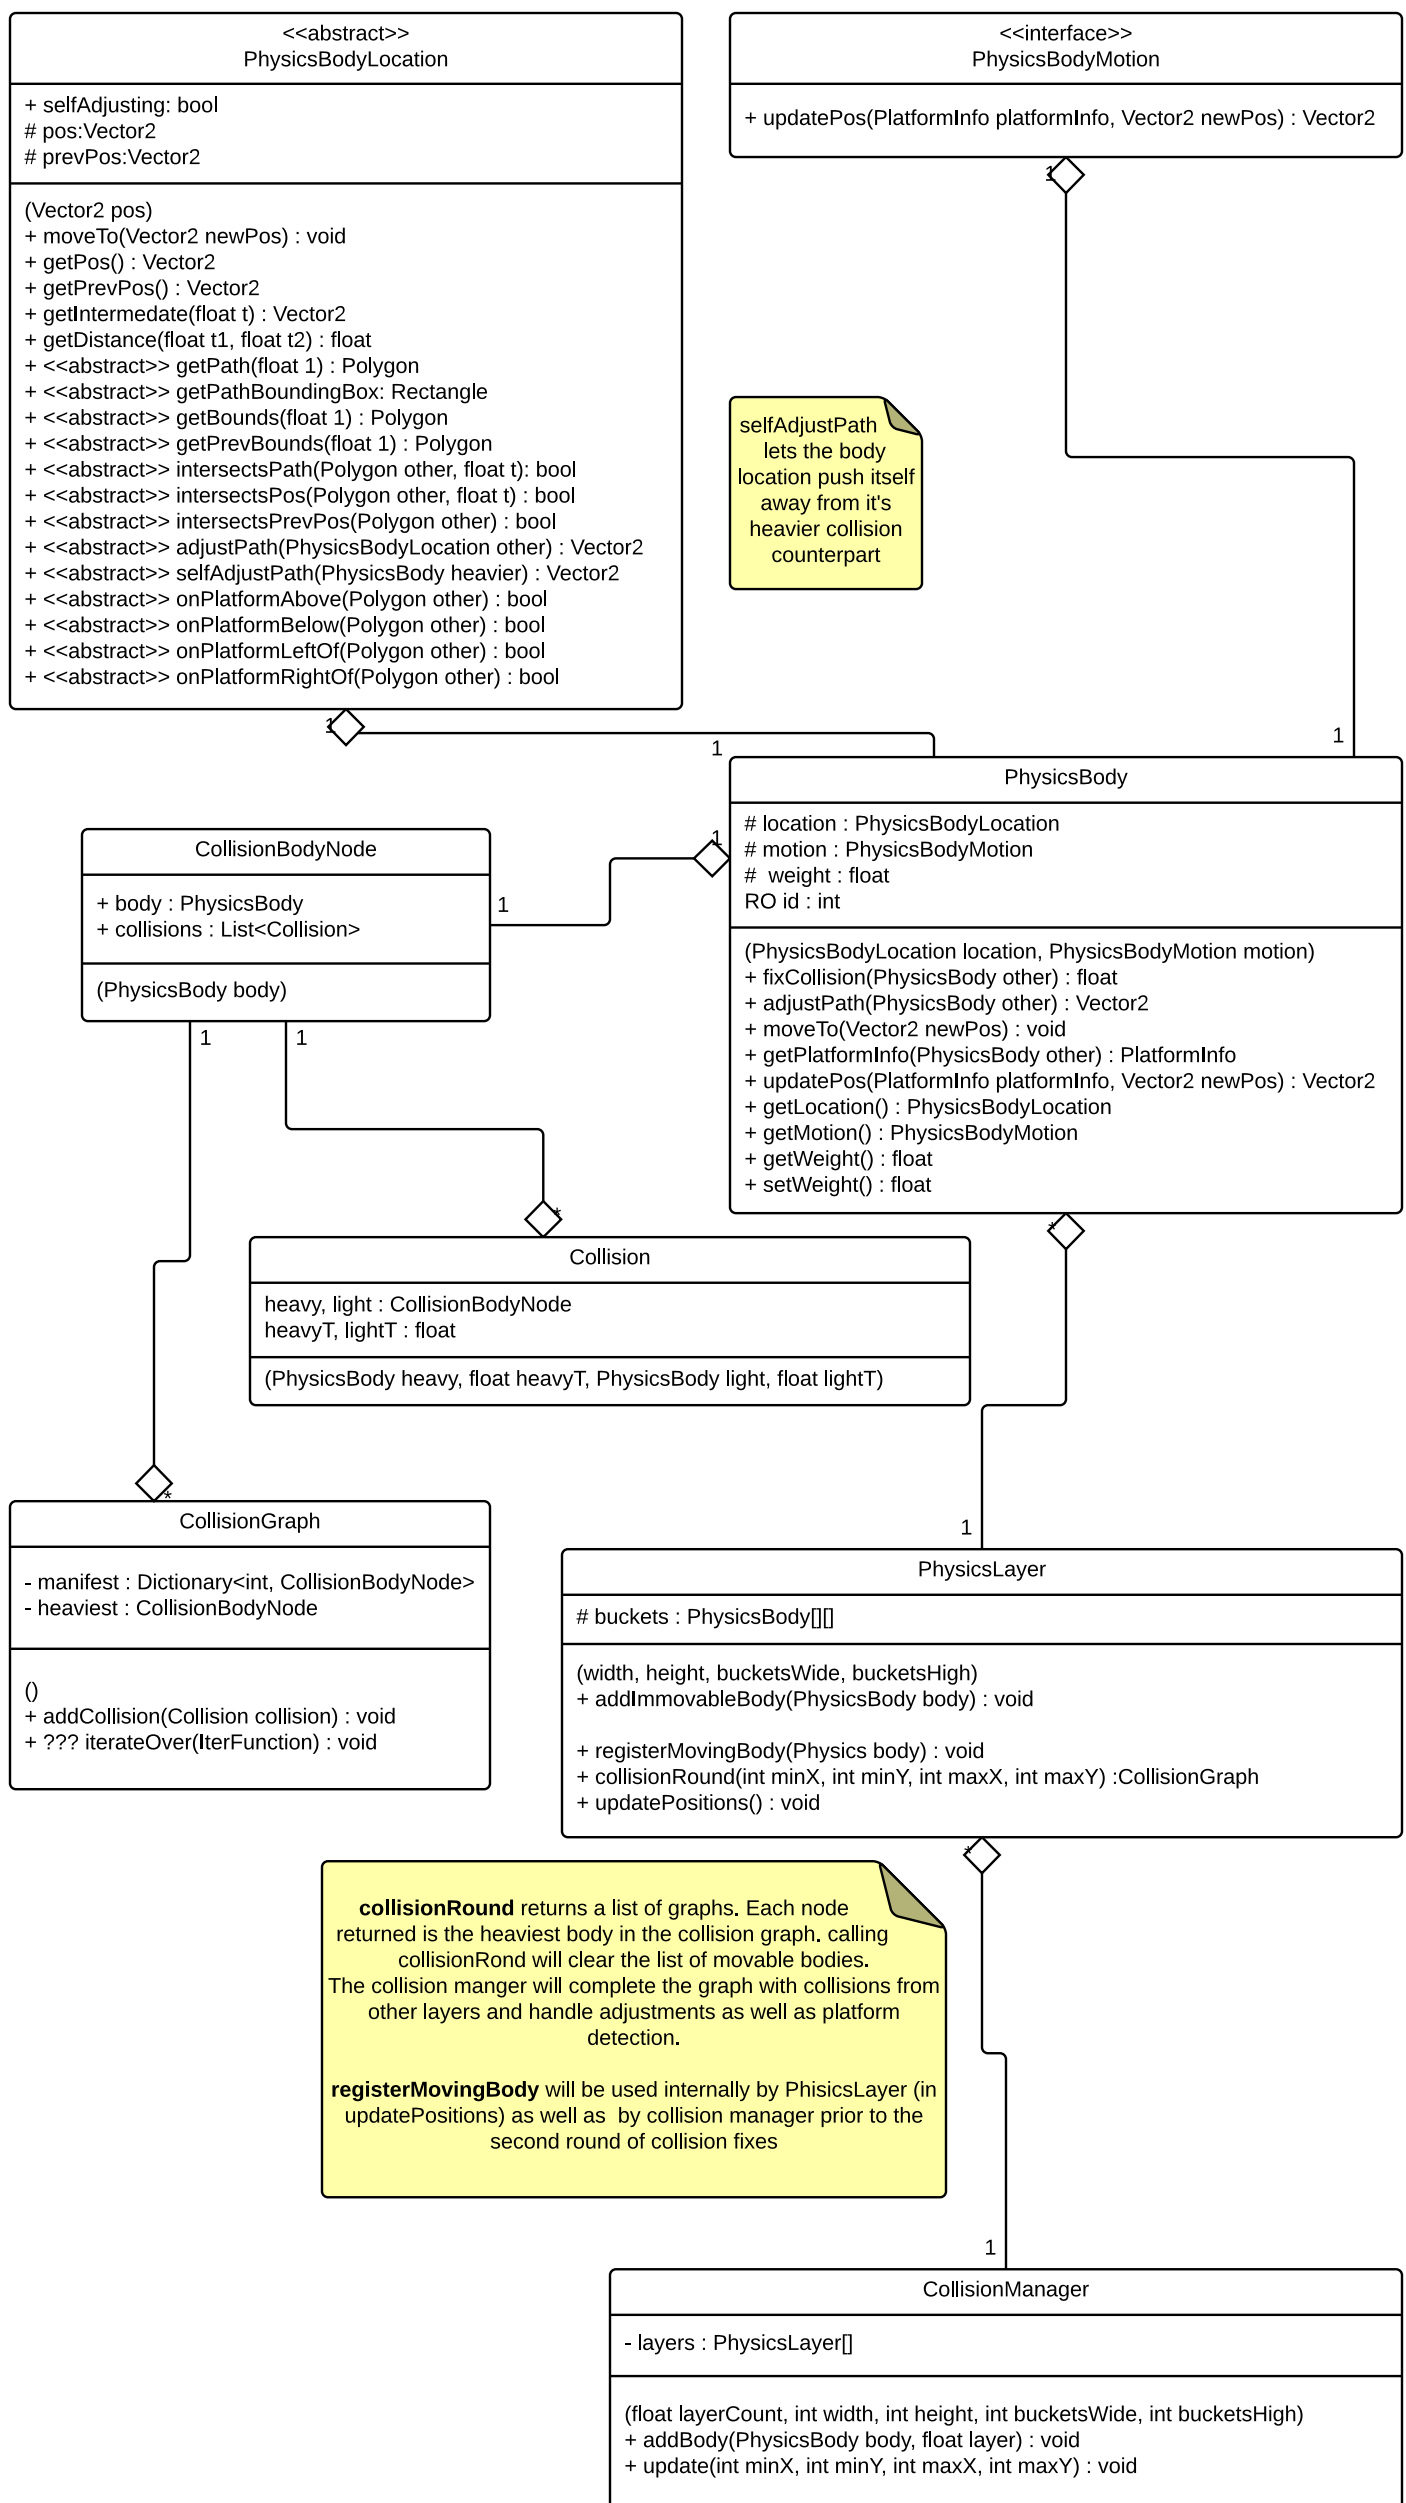 <<abstract>>
PhysicsBodyLocation
+ selfAdjusting: bool
# pos:Vector2
# prevPos:Vector2
(Vector2 pos)
+ moveTo(Vector2 newPos) : void
+ getPos() : Vector2
+ getPrevPos() : Vector2
+ getIntermedate(float t) : Vector2
+ getDistance(float t1, float t2) : float
+ <<abstract>> getPath(float 1) : Polygon
+ <<abstract>> getPathBoundingBox: Rectangle
+ <<abstract>> getBounds(float 1) : Polygon
+ <<abstract>> getPrevBounds(float 1) : Polygon
+ <<abstract>> intersectsPath(Polygon other, float t): bool
+ <<abstract>> intersectsPos(Polygon other, float t) : bool
+ <<abstract>> intersectsPrevPos(Polygon other) : bool
+ <<abstract>> adjustPath(PhysicsBodyLocation other) : Vector2
+ <<abstract>> selfAdjustPath(PhysicsBody heavier) : Vector2
+ <<abstract>> onPlatformAbove(Polygon other) : bool
+ <<abstract>> onPlatformBelow(Polygon other) : bool
+ <<abstract>> onPlatformLeftOf(Polygon other) : bool
+ <<abstract>> onPlatformRightOf(Polygon other) : bool
1
1
<<interface>>
PhysicsBodyMotion
+ updatePos(PlatformInfo platformInfo, Vector2 newPos) : Vector2
1
1
selfAdjustPath
lets the body
location push itself
away from it's
heavier collision
counterpart
PhysicsBody
# location : PhysicsBodyLocation
# motion : PhysicsBodyMotion
#  weight : float
RO id : int
(PhysicsBodyLocation location, PhysicsBodyMotion motion)
+ fixCollision(PhysicsBody other) : float
+ adjustPath(PhysicsBody other) : Vector2
+ moveTo(Vector2 newPos) : void
+ getPlatformInfo(PhysicsBody other) : PlatformInfo
+ updatePos(PlatformInfo platformInfo, Vector2 newPos) : Vector2
+ getLocation() : PhysicsBodyLocation
+ getMotion() : PhysicsBodyMotion
+ getWeight() : float
+ setWeight() : float
1
1
*
1
CollisionBodyNode
+ body : PhysicsBody
+ collisions : List<Collision>
(PhysicsBody body)
1
1
*
Collision
heavy, light : CollisionBodyNode
heavyT, lightT : float
(PhysicsBody heavy, float heavyT, PhysicsBody light, float lightT)
*
CollisionGraph
- manifest : Dictionary<int, CollisionBodyNode>
- heaviest : CollisionBodyNode
()
+ addCollision(Collision collision) : void
+ ??? iterateOver(IterFunction) : void
PhysicsLayer
# buckets : PhysicsBody[][]
(width, height, bucketsWide, bucketsHigh)
+ addImmovableBody(PhysicsBody body) : void
+ registerMovingBody(Physics body) : void
+ collisionRound(int minX, int minY, int maxX, int maxY) :CollisionGraph
+ updatePositions() : void
*
1
collisionRound returns a list of graphs. Each node
returned is the heaviest body in the collision graph. calling
collisionRond will clear the list of movable bodies.
The collision manger will complete the graph with collisions from
other layers and handle adjustments as well as platform
detection.
registerMovingBody will be used internally by PhisicsLayer (in
updatePositions) as well as  by collision manager prior to the
second round of collision fixes
CollisionManager
- layers : PhysicsLayer[]
(float layerCount, int width, int height, int bucketsWide, int bucketsHigh)
+ addBody(PhysicsBody body, float layer) : void
+ update(int minX, int minY, int maxX, int maxY) : void